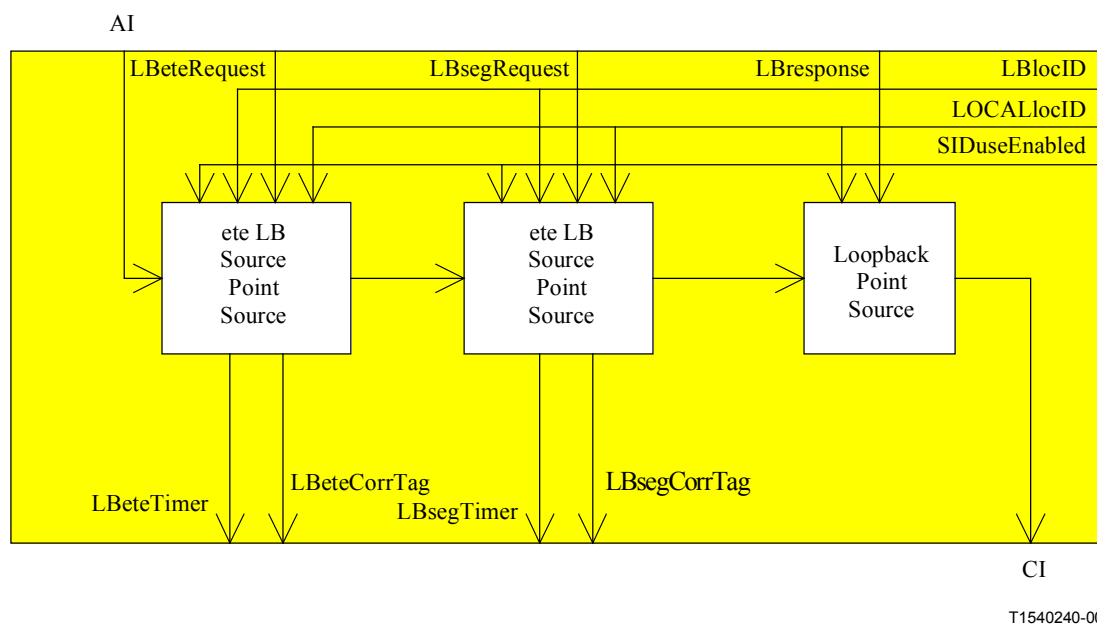 AI
LBeteRequest
LBsegRequest
LBresponse
LBlocID
LOCALlocID
SIDuseEnabled
ete LB
Source
Point
Source
ete LB
Source
Point
Source
Loopback
Point
Source
LBeteTimer
LBeteCorrTag
LBsegTimer
LBsegCorrTag
CI
T1540240-00